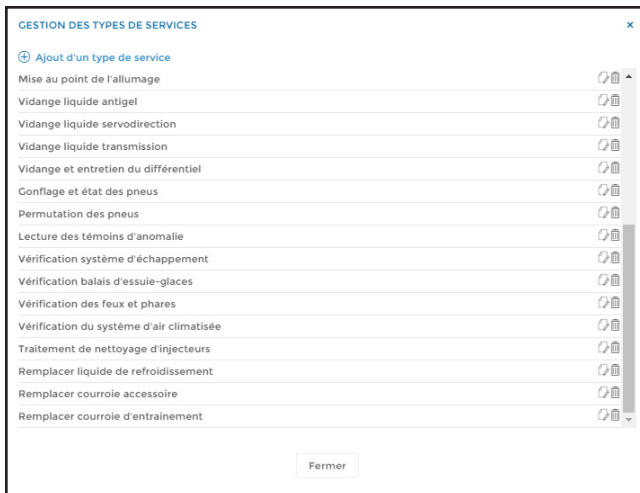 GESTION DES TYPES DE SERVICES
×
Ajout d'un type de service
Mise au point de l'allumage
Vidange liquide antigel
Vidange liquide servodirection
Vidange liquide transmission
Vidange et entretien du différentiel
Gonflage et état des pneus
Permutation des pneus
Lecture des témoins d'anomalie
Vérification système d'échappement
Vérification balais d'essuie-glaces
Vérification des feux et phares
Vérification du système d'air climatisée
Traitement de nettoyage d'injecteurs
Remplacer liquide de refroidissement
Remplacer courroie accessoire
Remplacer courroie d'entrainement
Fermer